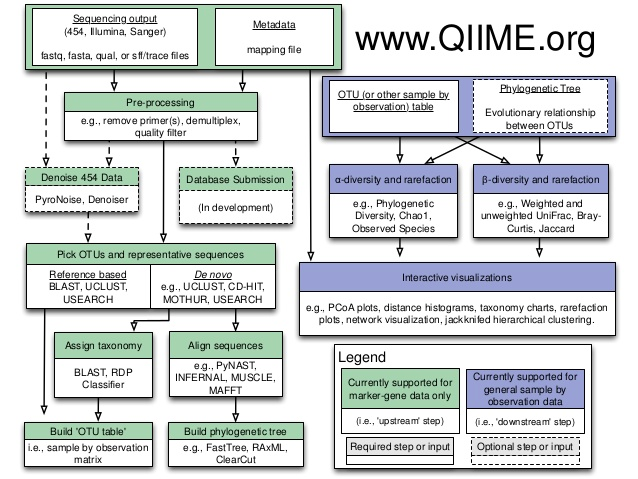 Sequencing output
(454, Illumina, Sanger)
fastq, fasta, qual, or sff/trace files
Metadata
mapping file
www.QIIME.org
Pre-processing
e.g., remove primer(s), demultiplex,
quality filter
OTU (or other sample by
observation) table
Phylogenetic Tree
Evolutionary relationship
between OTUs
Denoise 454 Data
PyroNoise, Denoiser
Database Submission
(In development)
α-diversity and rarefaction
e.g., Phylogenetic
Diversity, Chao1,
Observed Species
β-diversity and rarefaction
e.g., Weighted and
unweighted UniFrac, Bray-
Curtis, Jaccard
Pick OTUs and representative sequences
Reference based
BLAST, UCLUST,
USEARCH
De novo
e.g., UCLUST, CD-HIT,
MOTHUR, USEARCH
Interactive visualizations
e.g., PCoA plots, distance histograms, taxonomy charts, rarefaction
plots, network visualization, jackknifed hierarchical clustering.
Assign taxonomy
BLAST, RDP
Classifier
Align sequences
e.g., PyNAST,
INFERNAL, MUSCLE,
MAFFT
Build 'OTU table'
i.e., sample by observation
matrix
Build phylogenetic tree
e.g., FastTree, RAxML,
ClearCut
Legend
Currently supported for
marker-gene data only
(i.e., 'upstream' step)
Currently supported for
general sample by
observation data
(i.e., 'downstream' step)
Required step or input
Optional step or input